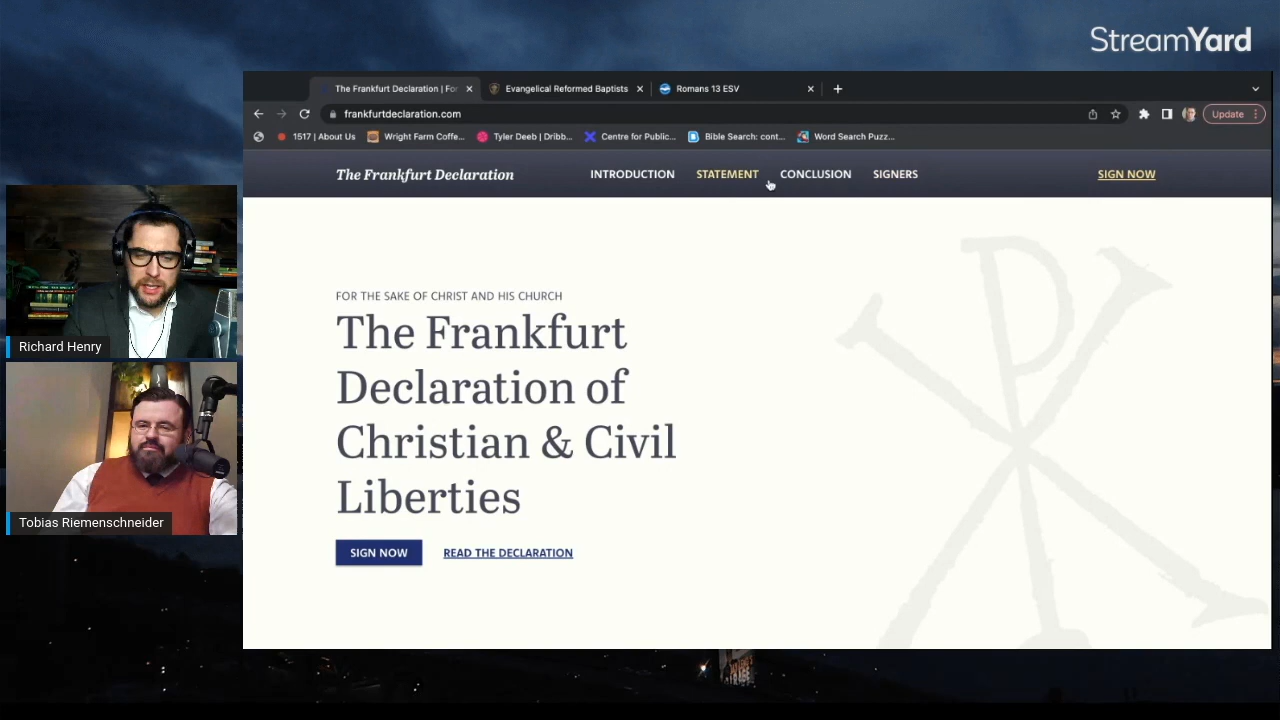 StreamYard
The Frankfurt Declaration | For
Evangelical Reformed Baptists
Romans 13 ESV
frankfurtdeclaration.com
Update
1517 | About Us
Wright Farm Coffe...
Tyler Deeb | Dribb...
Centre for Public...
Bible Search: cont...
Word Search Puzz...
The Frankfurt Declaration
INTRODUCTION
STATEMENT
CONCLUSION
SIGNERS
SIGN NOW
FOR THE SAKE OF CHRIST AND HIS CHURCH
The Frankfurt
Declaration of
Christian & Civil
Liberties
SIGN NOW
READ THE DECLARATION
Richard Henry
Tobias Riemenschneider